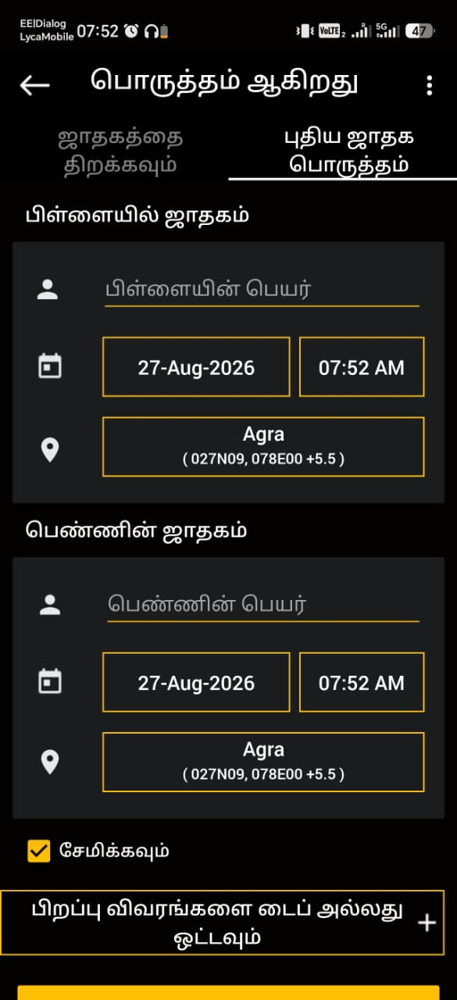 EE|Dialog
LycaMobile 07:52 VoLTE 2 R 5G 47
பொருத்தம் ஆகிறது
ஜாதகத்தை
திறக்கவும்
புதிய ஜாதக
பொருத்தம்
பிள்ளையில் ஜாதகம்
பிள்ளையின் பெயர்
27-Aug-2026 07:52 AM
Agra
( 027N09, 078E00 +5.5 )
பெண்ணின் ஜாதகம்
பெண்ணின் பெயர்
27-Aug-2026 07:52 AM
Agra
( 027N09, 078E00 +5.5 )
சேமிக்கவும்
பிறப்பு விவரங்களை டைப் அல்லது
ஒட்டவும் +